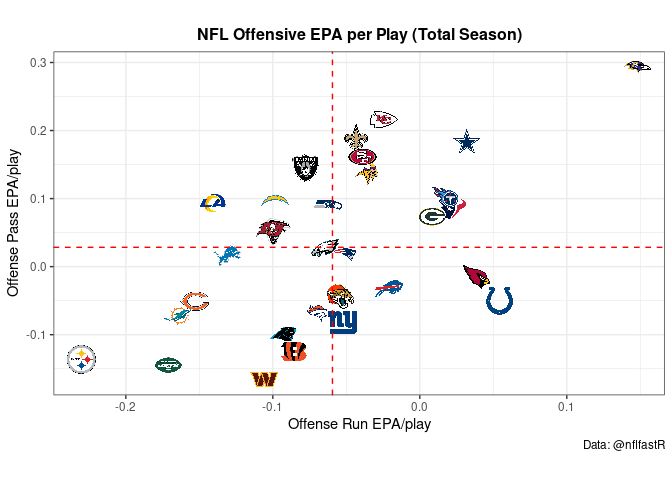 NFL Offensive EPA per Play (Total Season)
Offense Pass EPA/play
0.3
0.2
0.1
0.0
-0.1
ny
W
-0.2
-0.1
0.0
0.1
Offense Run EPA/play
Data: @nflfastR